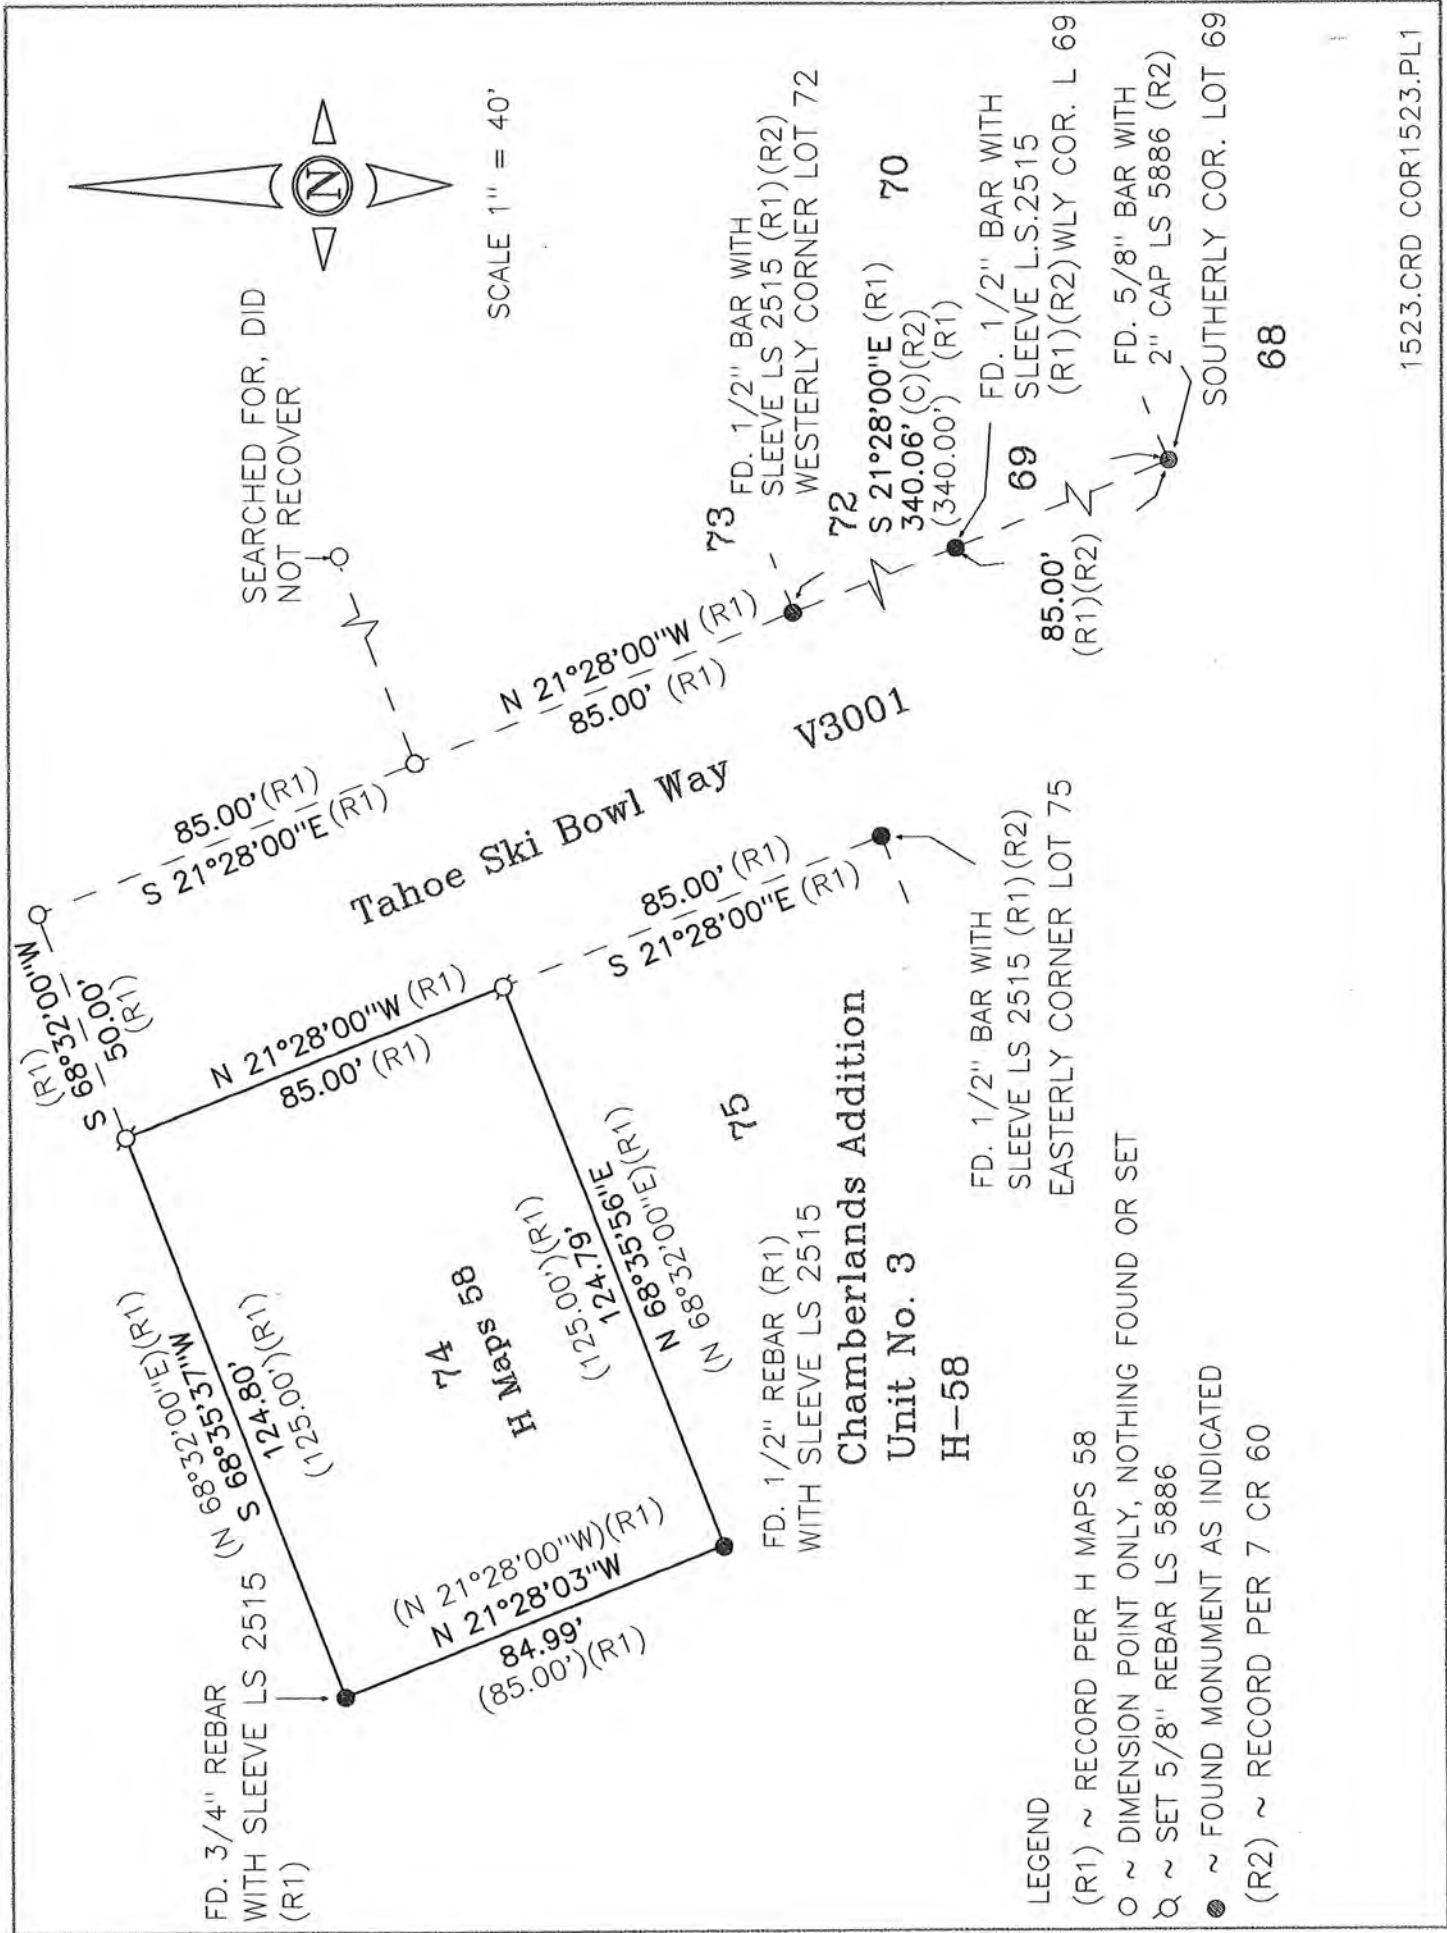 FD. 3/4" REBAR
WITH SLEEVE LS 2515
(R1)
(N 68°32'00"E)(R1)
S 68°35'37"W
124.80'
(125.00')(R1)
(R1)
S 68°32'00"W
50.00'
(R1)
SEARCHED FOR, DID
NOT RECOVER
N
SCALE 1" = 40'
85.00'(R1)
S 21°28'00"E(R1)
N 21°28'00"W (R1)
85.00' (R1)
Tahoe Ski Bowl Way
V3001
N 21°28'00"W (R1)
85.00' (R1)
73
FD. 1/2" BAR WITH
SLEEVE LS 2515 (R1)(R2)
WESTERLY CORNER LOT 72
72
70
S 21°28'00"E (R1)
340.06'(C)(R2)
(340.00') (R1)
74
H Maps 58
(N 21°28'00"W)(R1)
N 21°28'03"W
84.99'
(85.00')(R1)
(125.00')(R1)
124.79'
N 68°35'56"E
(N 68°32'00"E)(R1)
75
85.00' (R1)
S 21°28'00"E (R1)
FD. 1/2" BAR WITH
SLEEVE L.S.2515
(R1)(R2)WLY COR. L 69
69
85.00'
(R1)(R2)
FD. 5/8" BAR WITH
2" CAP LS 5886 (R2)
SOUTHERLY COR. LOT 69
68
FD. 1/2" REBAR (R1)
WITH SLEEVE LS 2515
Chamberlands Addition
Unit No. 3
H-58
FD. 1/2" BAR WITH
SLEEVE LS 2515 (R1)(R2)
EASTERLY CORNER LOT 75
LEGEND
(R1) ~ RECORD PER H MAPS 58
~ DIMENSION POINT ONLY, NOTHING FOUND OR SET
~ SET 5/8" REBAR LS 5886
~ FOUND MONUMENT AS INDICATED
(R2) ~ RECORD PER 7 CR 60
1523.CRD COR1523.PL1